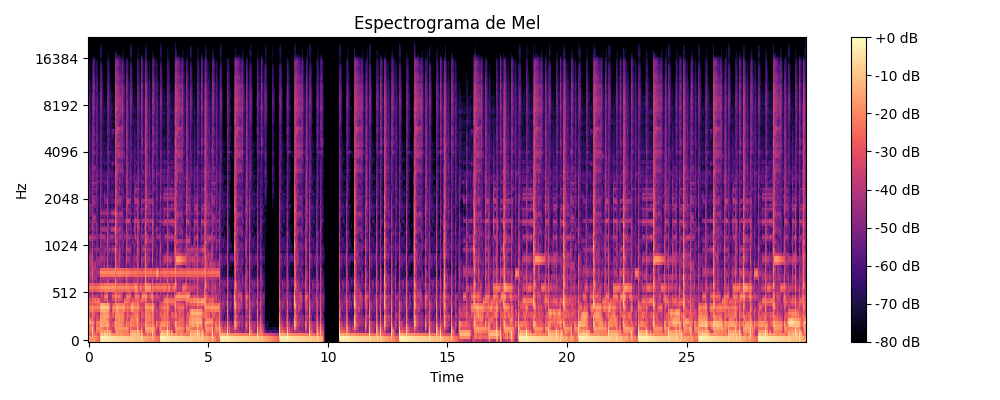 Espectrograma de Mel
Hz
16384
8192
4096
2048
1024
512
0
0 5 10 15 20 25
Time
+0 dB
-10 dB
-20 dB
-30 dB
-40 dB
-50 dB
-60 dB
-70 dB
-80 dB